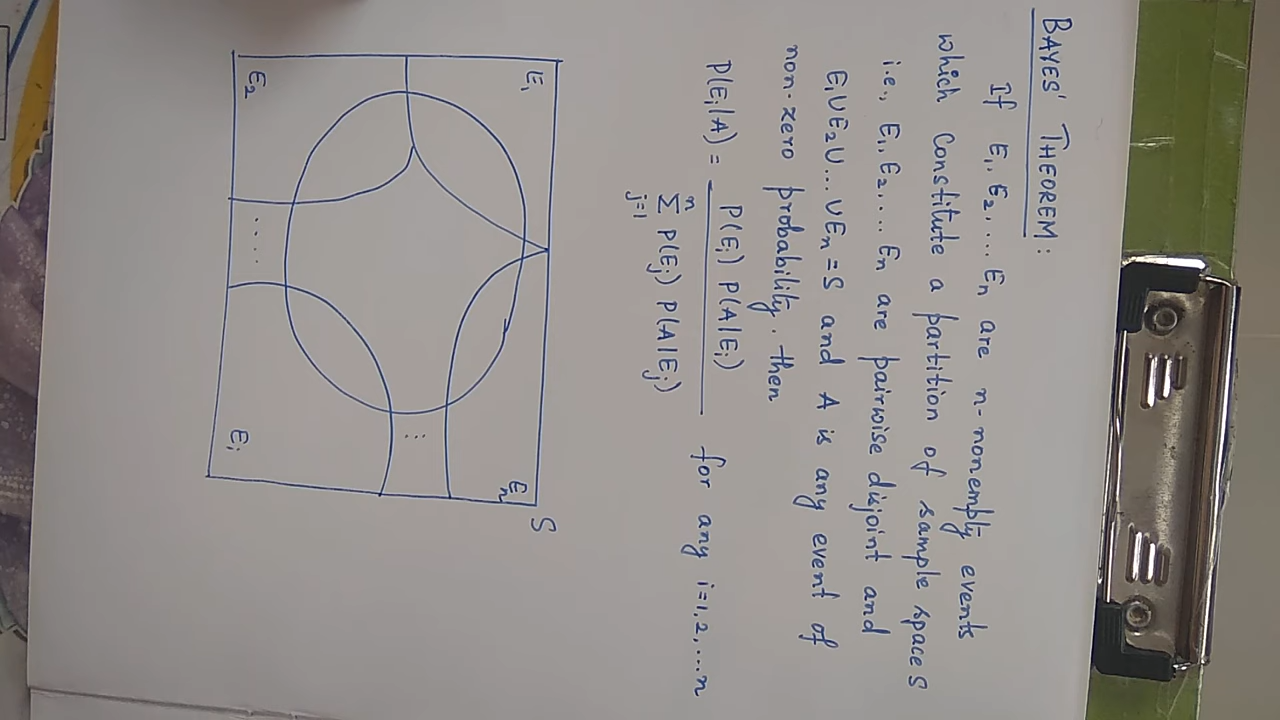 BAYES' THEOREM:
If E₁, E₂, ... Eₙ are n-nonempty events
which constitute a partition of sample space S
i.e., E₁, E₂, .... Eₙ are pairwise disjoint and
E₁∪E₂∪...∪Eₙ = S and A is any event of
non-zero probability. then
P(Eᵢ|A) = P(Eᵢ) P(A|Eᵢ) / ∑ⱼ₌₁ⁿ P(Eⱼ) P(A|Eⱼ) for any i=1,2,...n
S
E₁
Eₙ
...
E₂
....
Eᵢ